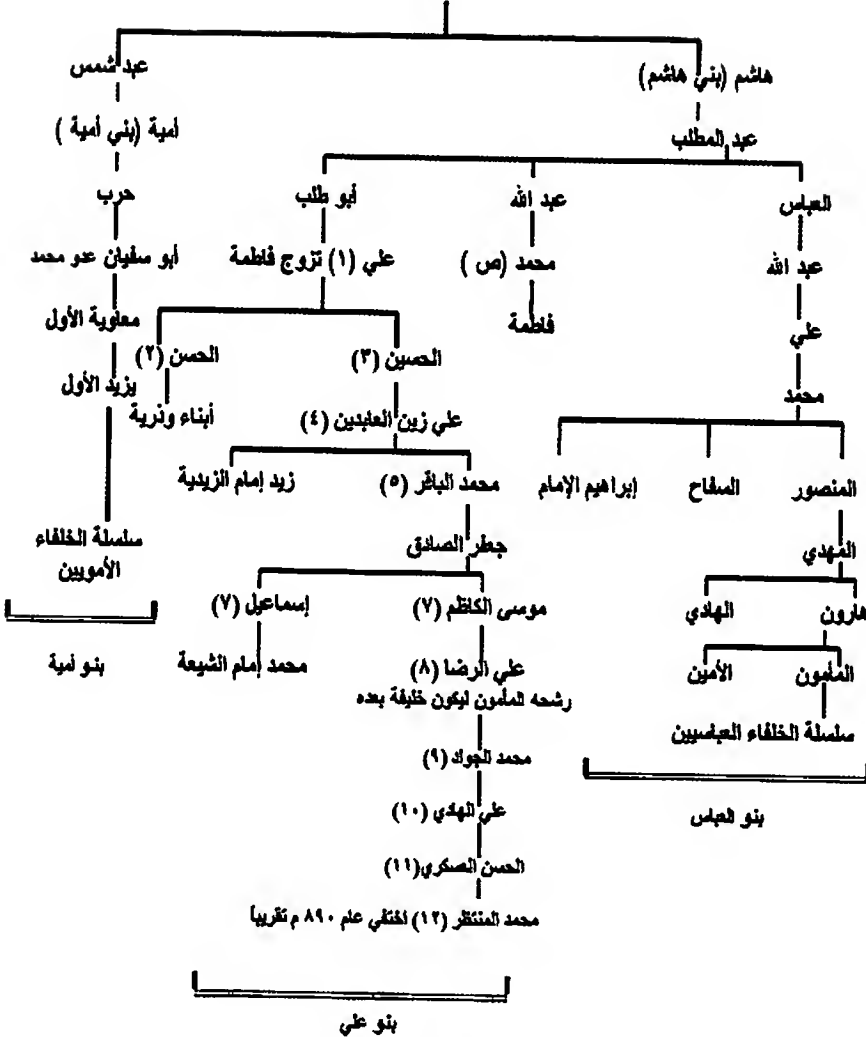 هاشم (بني هاشم)
عبد شمس
أمية (بني أمية )
عبد المطلب
العباس
عبد الله
أبو طلب
حرب
عبد الله
محمد (ص )
علي (١) تزوج فاطمة
أبو سفيان عدو محمد
علي
فاطمة
معاوية الأول
محمد
الحسين (٣)
الحسن (٢)
يزيد الأول
علي زين العابدين (٤)
أبناء وذرية
المنصور
السفاح
إبراهيم الإمام
محمد الباقر (٥)
زيد إمام الزيدية
المهدي
جعفر الصادق
سلسلة الخلفاء
الأمويين
هارون
الهادي
موسى الكاظم (٧)
إسماعيل (٧)
المأمون
الأمين
علي الرضا (٨)
محمد إمام الشيعة
بنو أمية
رشحه المأمون ليكون خليفة بعده
سلسلة الخلفاء العباسيين
محمد الجواد (٩)
بنو العباس
علي الهادي (١٠)
الحسن العسكري(١١)
محمد المنتظر (١٢) اختفي عام ٨٩٠ م تقريباً
بنو علي